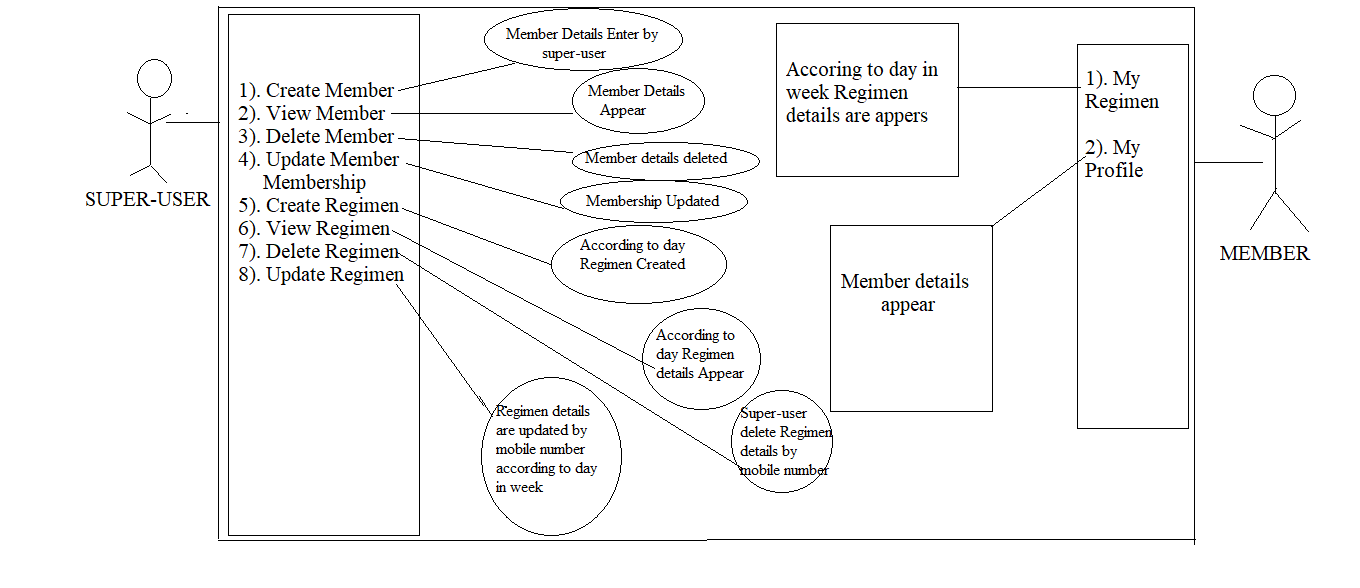 SUPER-USER
1). Create Member
2). View Member
3). Delete Member
4). Update Member
Membership
5). Create Regimen
6). View Regimen
7). Delete Regimen
8). Update Regimen
Member Details Enter by
super-user
Member Details
Appear
Member details deleted
Membership Updated
According to day
Regimen Created
According to
day Regimen
details Appear
Super-user
delete Regimen
details by
mobile number
Regimen details
are updated by
mobile number
according to day
in week
Accoring to day in
week Regimen
details are appers
Member details
appear
1). My
Regimen
2). My
Profile
MEMBER